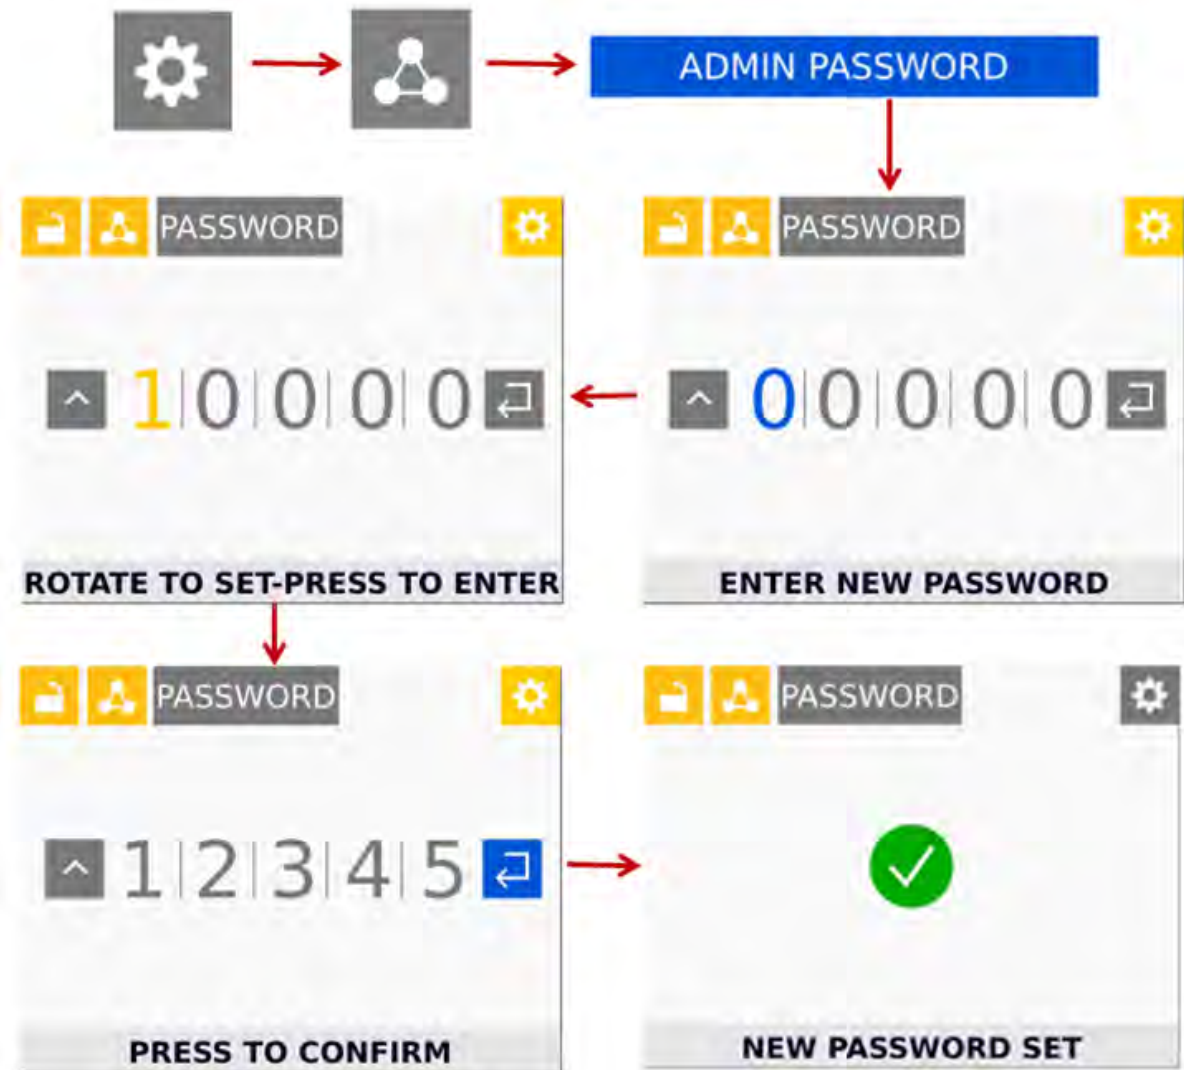 ADMIN PASSWORD
PASSWORD
0 0 0 0 0
ENTER NEW PASSWORD
PASSWORD
1 0 0 0 0
ROTATE TO SET-PRESS TO ENTER
PASSWORD
1 2 3 4 5
PRESS TO CONFIRM
PASSWORD
NEW PASSWORD SET